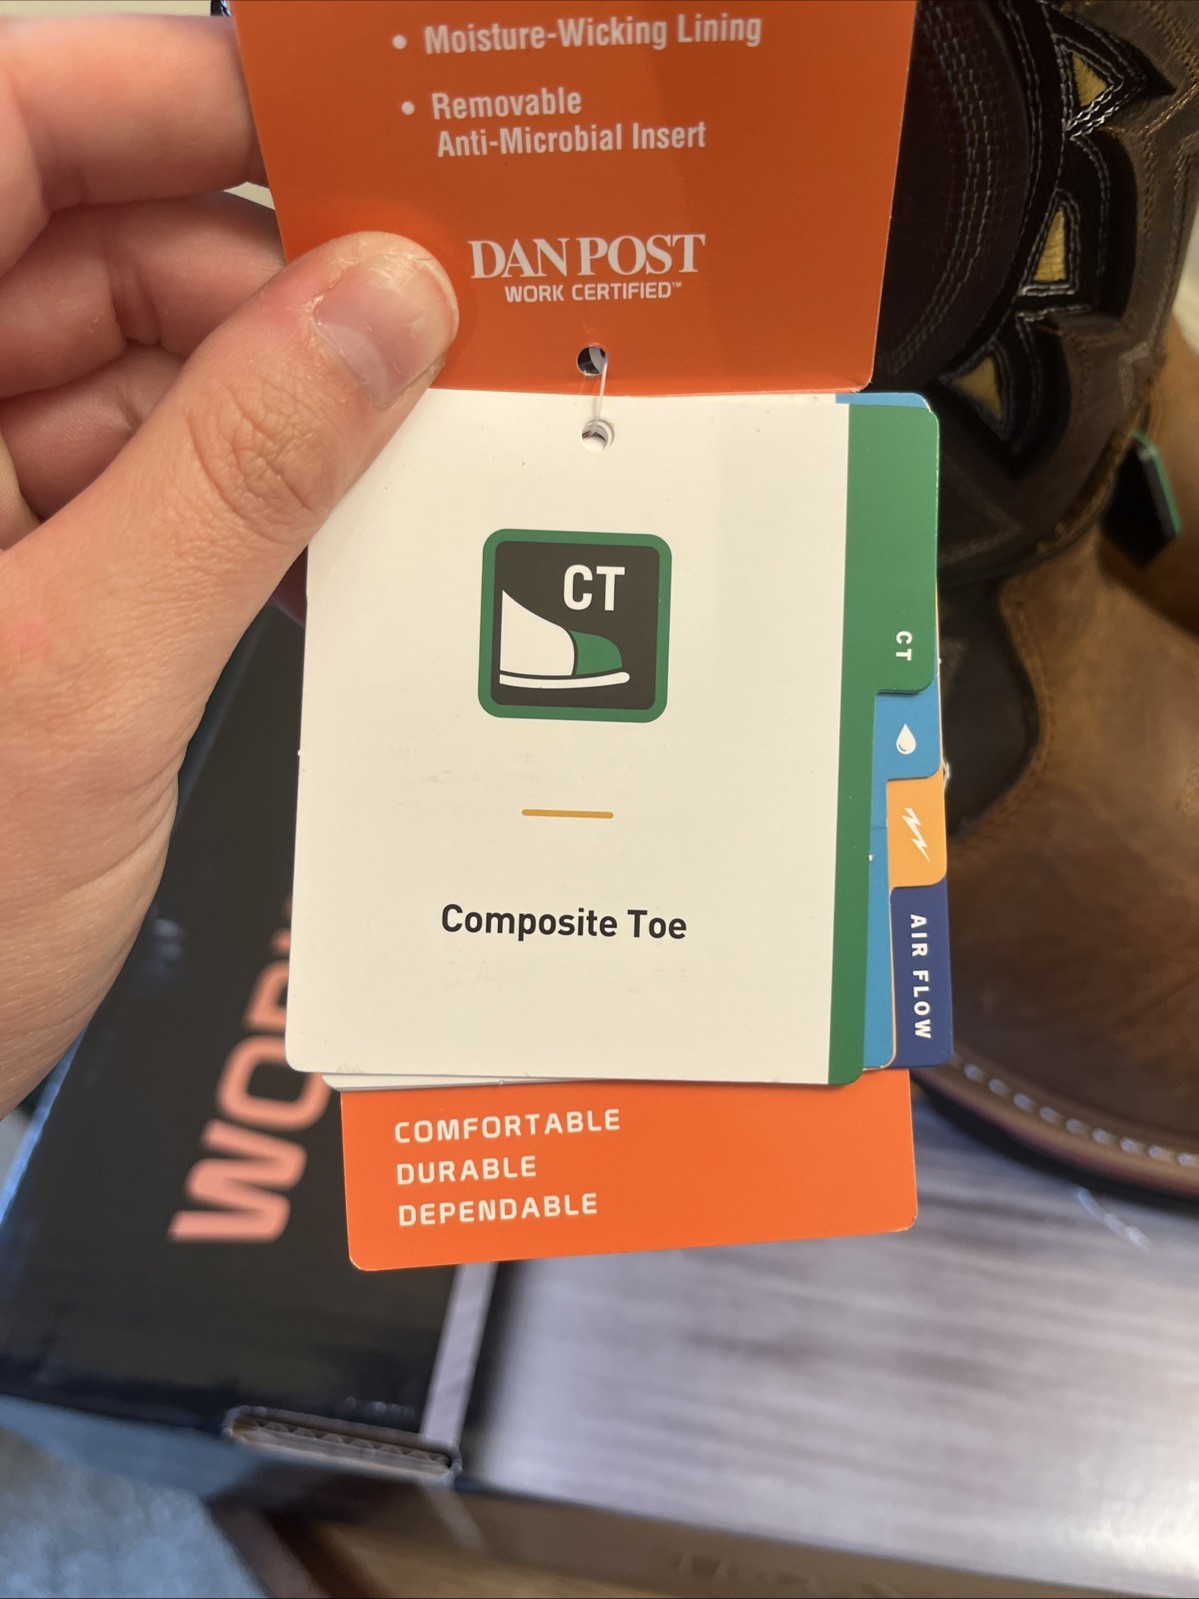 • Moisture-Wicking Lining
• Removable
Anti-Microbial Insert
DAN POST
WORK CERTIFIED™
CT
CT
Composite Toe
AIR FLOW
COMFORTABLE
DURABLE
DEPENDABLE